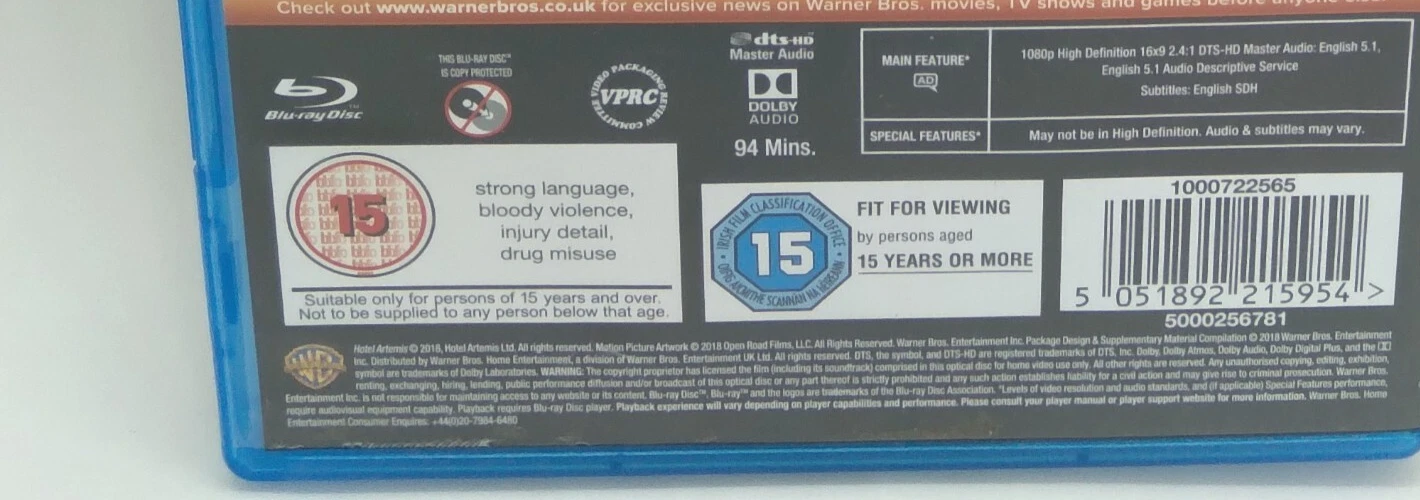 Check out www.warnerbros.co.uk for exclusive news on Warner Bros. movies, TV shows and games before anyone else
THIS BLU-RAY DISC™
IS COPY PROTECTED
Blu-ray Disc™
VIDEO PACKAGING REVIEW COMMITTEE
VPRC
dts-HD
Master Audio
DOLBY
AUDIO
94 Mins.
MAIN FEATURE*
AD
1080p High Definition 16x9 2.4:1 DTS-HD Master Audio: English 5.1,
English 5.1 Audio Descriptive Service
Subtitles: English SDH
SPECIAL FEATURES*
May not be in High Definition. Audio & subtitles may vary.
15
strong language,
bloody violence,
injury detail,
drug misuse
Suitable only for persons of 15 years and over.
Not to be supplied to any person below that age.
IRISH FILM CLASSIFICATION OFFICE
15
OIFIG AICMITHE SCANNÁN NA hÉIREANN
FIT FOR VIEWING
by persons aged
15 YEARS OR MORE
1000722565
5 051892 215954 >
5000256781
WB
Hotel Artemis © 2018, Hotel Artemis Ltd. All rights reserved. Motion Picture Artwork © 2018 Open Road Films, LLC. All Rights Reserved. Warner Bros. Entertainment Inc. Package Design & Supplementary Material Compilation © 2018 Warner Bros. Entertainment
Inc. Distributed by Warner Bros. Home Entertainment, a division of Warner Bros. Entertainment UK Ltd. All rights reserved. DTS, the symbol, and DTS-HD are registered trademarks of DTS, Inc. Dolby, Dolby Atmos, Dolby Audio, Dolby Digital Plus, and the
symbol are trademarks of Dolby Laboratories. WARNING: The copyright proprietor has licensed the film (including its soundtrack) comprised in this optical disc for home video use only. All other rights are reserved. Any unauthorised copying, editing, exhibition,
renting, exchanging, hiring, lending, public performance diffusion and/or broadcast of this optical disc or any part thereof is strictly prohibited and any such action establishes liability for a civil action and may give rise to criminal prosecution. Warner Bros.
Entertainment Inc. is not responsible for maintaining access to any website or its content. Blu-ray Disc™, Blu-ray™ and the logos are trademarks of the Blu-ray Disc Association. *Levels of video resolution and audio standards, and (if applicable) Special Features performance,
require audiovisual equipment capability. Playback requires Blu-ray Disc player. Playback experience will vary depending on player capabilities and performance. Please consult your player manual or player support website for more information. Warner Bros. Home
Entertainment Consumer Enquires: +44(0)20-7984-6480